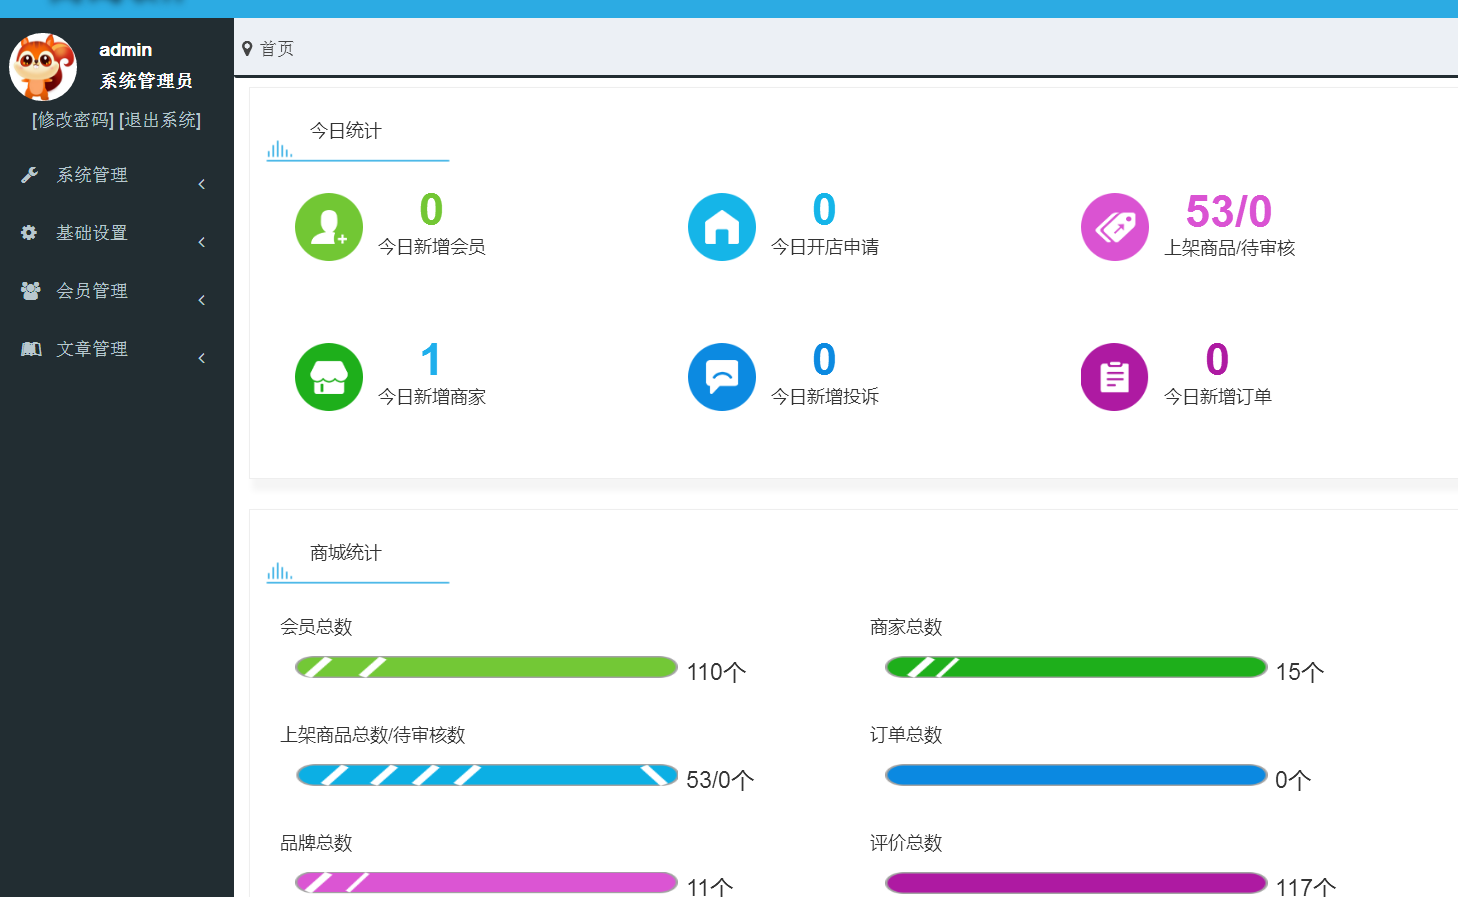 admin
系统管理员
[修改密码] [退出系统]
系统管理
基础设置
会员管理
文章管理
首页
今日统计
0
今日新增会员
0
今日开店申请
53/0
上架商品/待审核
1
今日新增商家
0
今日新增投诉
0
今日新增订单
商城统计
会员总数
110个
商家总数
15个
上架商品总数/待审核数
53/0个
订单总数
0个
品牌总数
11个
评价总数
117个